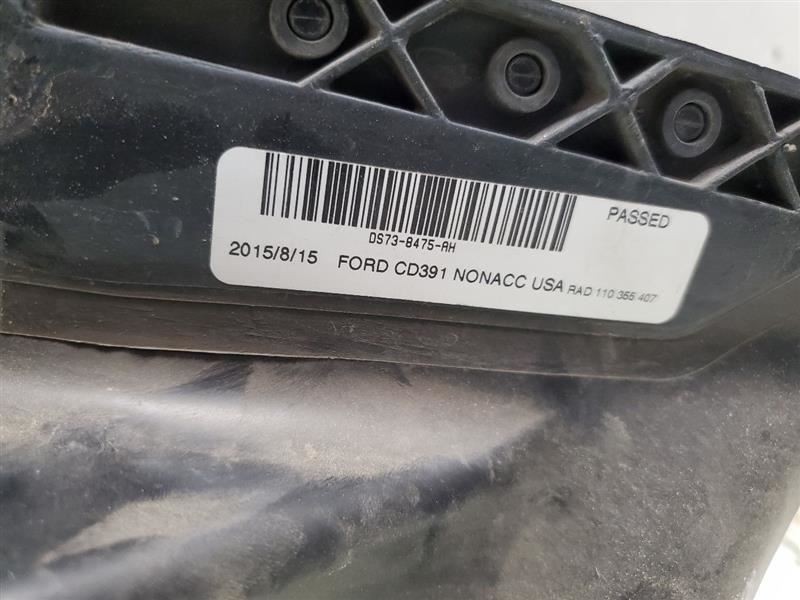 PASSED
DS73-8475-AH
2015/8/15 FORD CD391 NONACC USA RAD 110 355 407